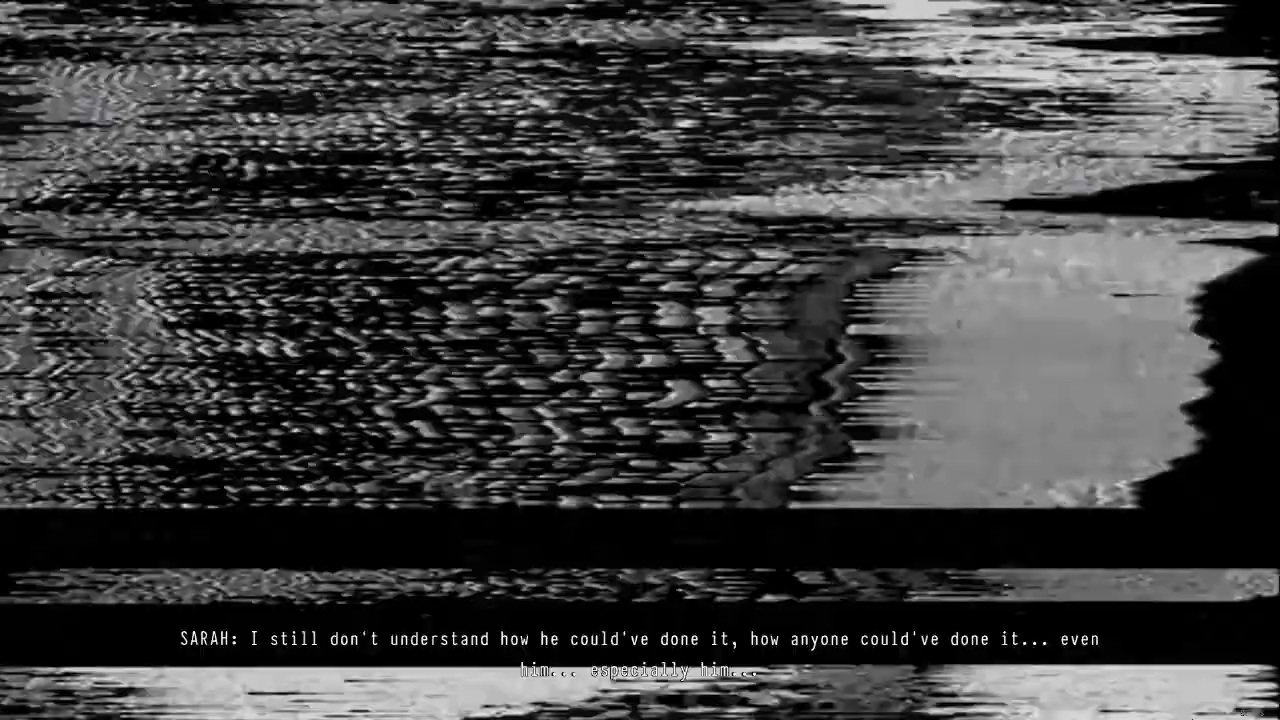 SARAH: I still don't understand how he could've done it, how anyone could've done it... even
him... especially him...